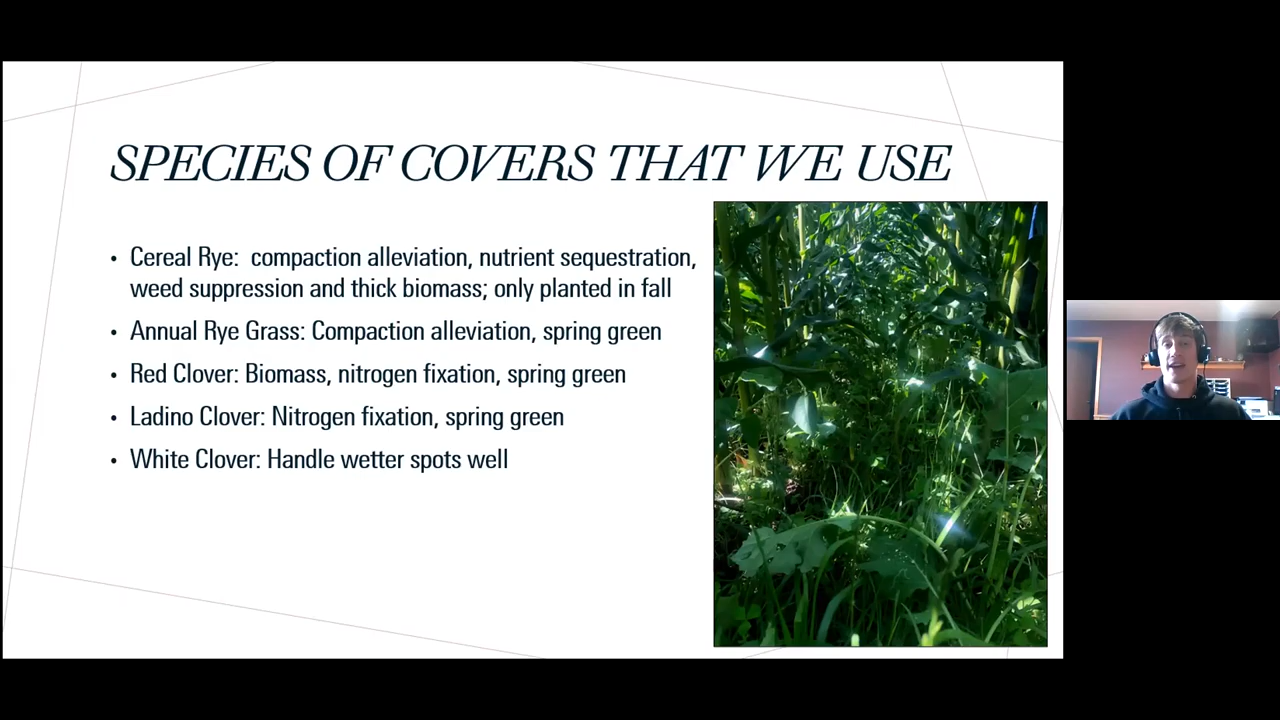 SPECIES OF COVERS THAT WE USE
• Cereal Rye:  compaction alleviation, nutrient sequestration,
weed suppression and thick biomass; only planted in fall
• Annual Rye Grass: Compaction alleviation, spring green
• Red Clover: Biomass, nitrogen fixation, spring green
• Ladino Clover: Nitrogen fixation, spring green
• White Clover: Handle wetter spots well